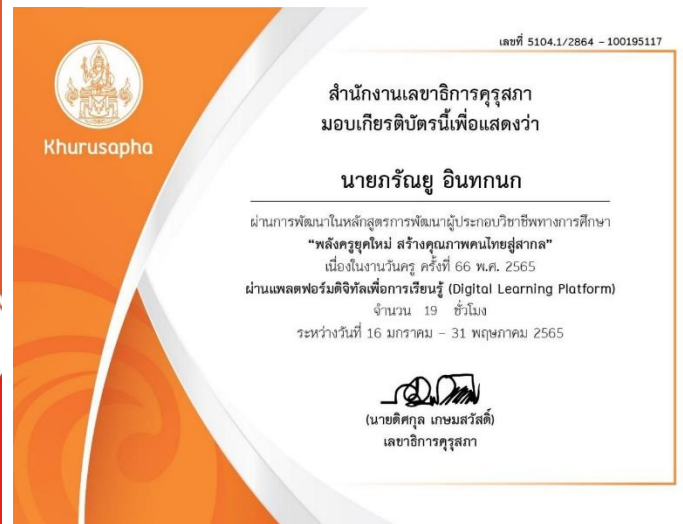 เลขที่ 5104.1/2864 - 100195117
Khurusapha
สำนักงานเลขาธิการคุรุสภา
มอบเกียรติบัตรนี้เพื่อแสดงว่า
นายภรัณยู อินทกนก
ผ่านการพัฒนาในหลักสูตรการพัฒนาผู้ประกอบวิชาชีพทางการศึกษา
“พลังครูยุคใหม่ สร้างคุณภาพคนไทยสู่สากล”
เนื่องในงานวันครู ครั้งที่ 66 พ.ศ. 2565
ผ่านแพลตฟอร์มดิจิทัลเพื่อการเรียนรู้ (Digital Learning Platform)
จำนวน 19 ชั่วโมง
ระหว่างวันที่ 16 มกราคม - 31 พฤษภาคม 2565
(นายดิศกุล เกษมสวัสดิ์)
เลขาธิการคุรุสภา